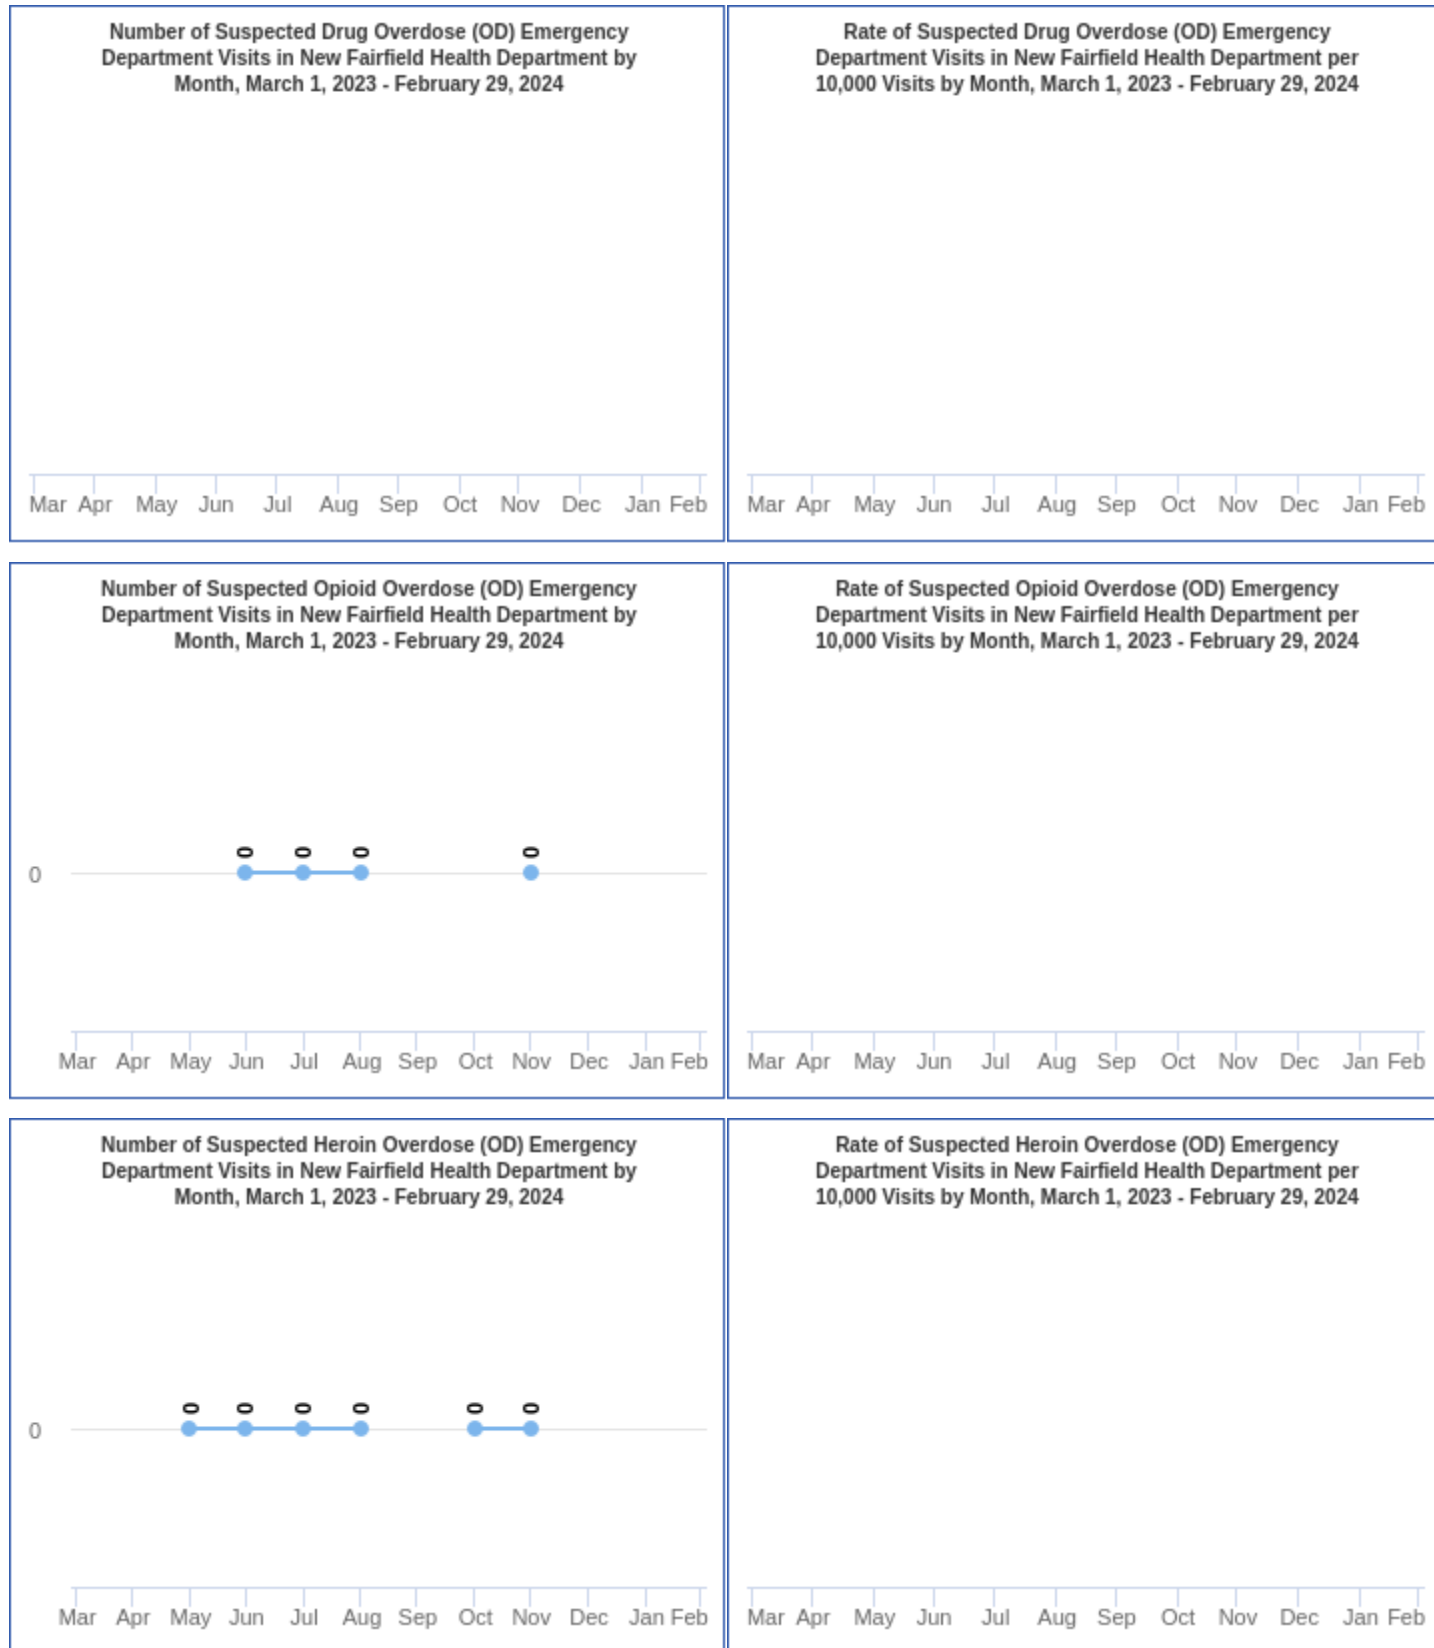 Number of Suspected Drug Overdose (OD) Emergency
Department Visits in New Fairfield Health Department by
Month, March 1, 2023 - February 29, 2024
Mar Apr May Jun Jul Aug Sep Oct Nov Dec Jan Feb
Rate of Suspected Drug Overdose (OD) Emergency
Department Visits in New Fairfield Health Department per
10,000 Visits by Month, March 1, 2023 - February 29, 2024
Mar Apr May Jun Jul Aug Sep Oct Nov Dec Jan Feb
Number of Suspected Opioid Overdose (OD) Emergency
Department Visits in New Fairfield Health Department by
Month, March 1, 2023 - February 29, 2024
0 0 0 0
0
Mar Apr May Jun Jul Aug Sep Oct Nov Dec Jan Feb
Rate of Suspected Opioid Overdose (OD) Emergency
Department Visits in New Fairfield Health Department per
10,000 Visits by Month, March 1, 2023 - February 29, 2024
Mar Apr May Jun Jul Aug Sep Oct Nov Dec Jan Feb
Number of Suspected Heroin Overdose (OD) Emergency
Department Visits in New Fairfield Health Department by
Month, March 1, 2023 - February 29, 2024
0 0 0 0 0 0
0
Mar Apr May Jun Jul Aug Sep Oct Nov Dec Jan Feb
Rate of Suspected Heroin Overdose (OD) Emergency
Department Visits in New Fairfield Health Department per
10,000 Visits by Month, March 1, 2023 - February 29, 2024
Mar Apr May Jun Jul Aug Sep Oct Nov Dec Jan Feb